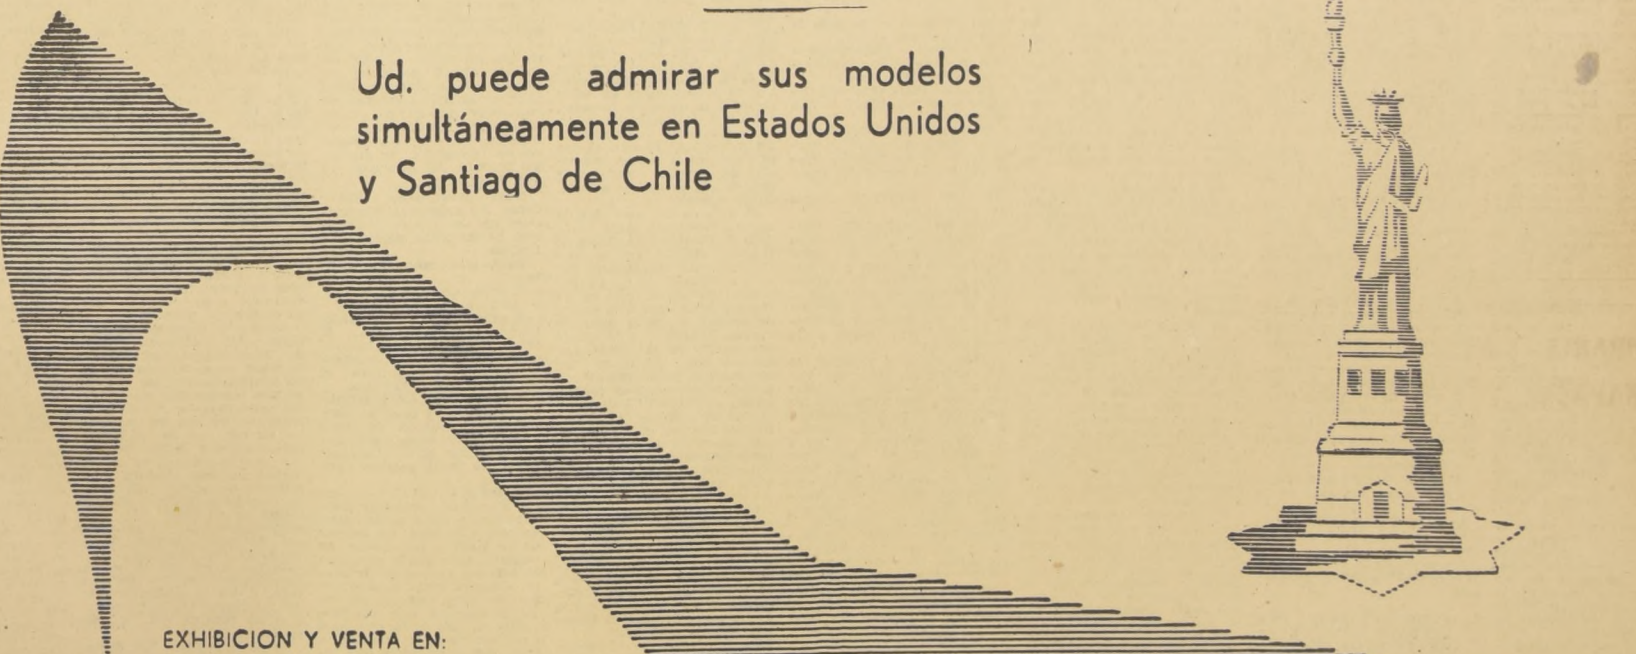 Ud. puede admirar sus modelos
simultáneamente en Estados Unidos
y Santiago de Chile
EXHIBICION Y VENTA EN: